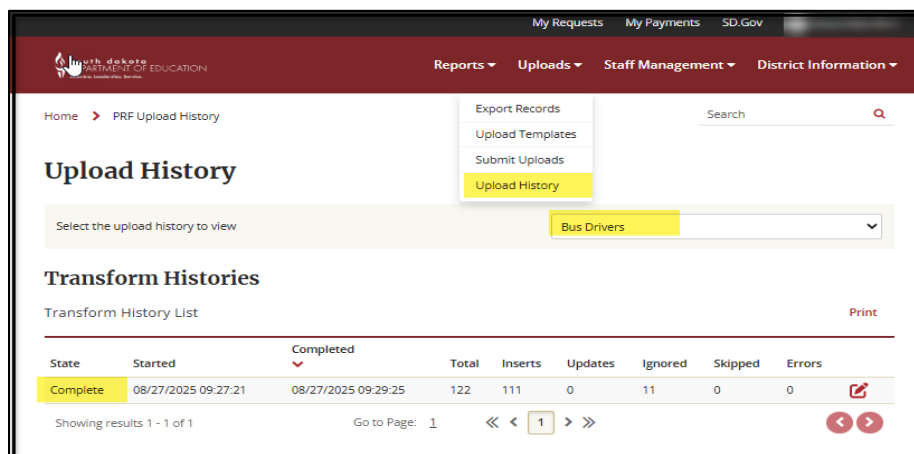 My Requests My Payments SD.Gov
south dakota
DEPARTMENT OF EDUCATION
Reports Uploads Staff Management District Information
Home PRF Upload History
Export Records
Upload Templates
Submit Uploads
Upload History
Search
Upload History
Select the upload history to view Bus Drivers
Transform Histories
Transform History List Print
State Started Completed Total Inserts Updates Ignored Skipped Errors
Complete 08/27/2025 09:27:21 08/27/2025 09:29:25 122 111 0 11 0 0
Showing results 1 - 1 of 1 Go to Page: 1 1